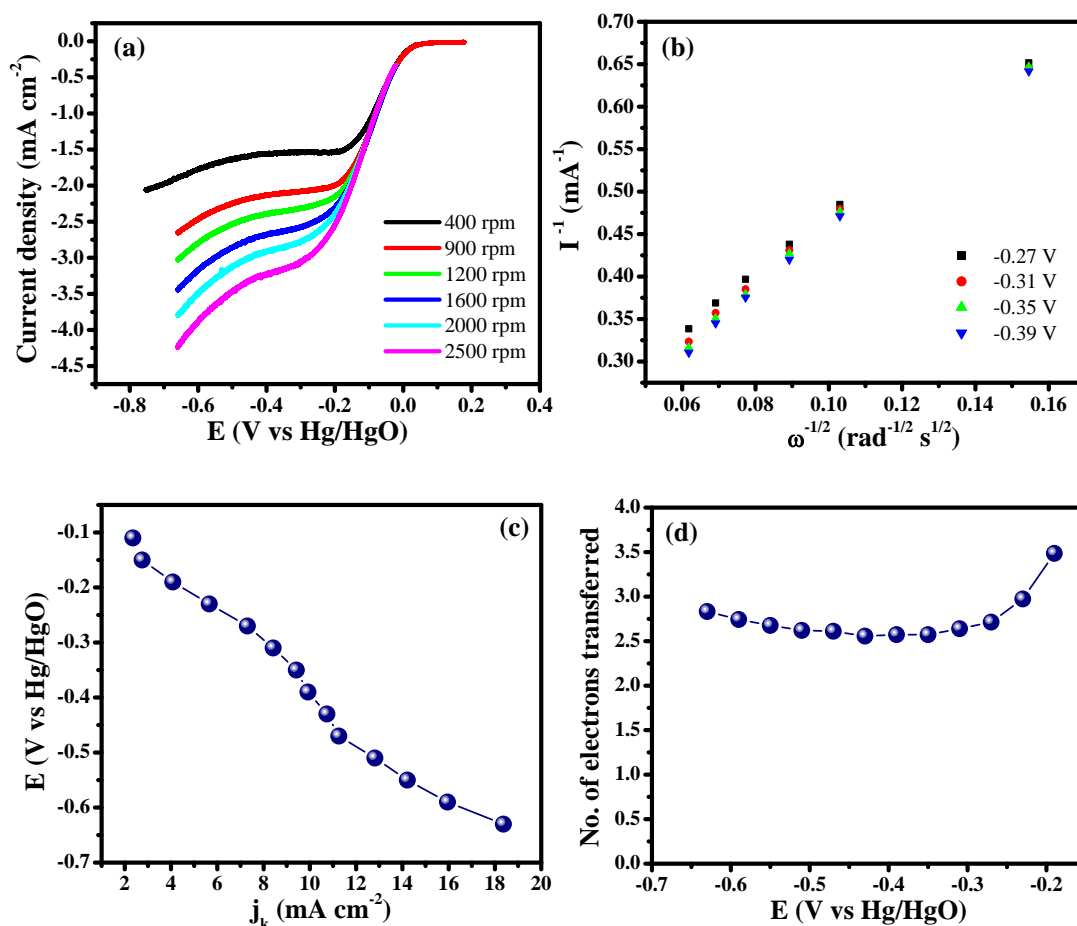 (a)
Current density (mA cm⁻²)
0.0
-0.5
-1.0
-1.5
-2.0
-2.5
-3.0
-3.5
-4.0
-4.5
400 rpm
900 rpm
1200 rpm
1600 rpm
2000 rpm
2500 rpm
-0.8 -0.6 -0.4 -0.2 0.0 0.2 0.4
E (V vs Hg/HgO)
(b)
I⁻¹ (mA⁻¹)
0.70
0.65
0.60
0.55
0.50
0.45
0.40
0.35
0.30
-0.27 V
-0.31 V
-0.35 V
-0.39 V
0.06 0.08 0.10 0.12 0.14 0.16
ω⁻¹/² (rad⁻¹/² s¹/²)
(c)
E (V vs Hg/HgO)
-0.1
-0.2
-0.3
-0.4
-0.5
-0.6
-0.7
2 4 6 8 10 12 14 16 18 20
jₖ (mA cm⁻²)
(d)
No. of electrons transferred
4.0
3.5
3.0
2.5
2.0
1.5
1.0
0.5
0.0
-0.7 -0.6 -0.5 -0.4 -0.3 -0.2
E (V vs Hg/HgO)